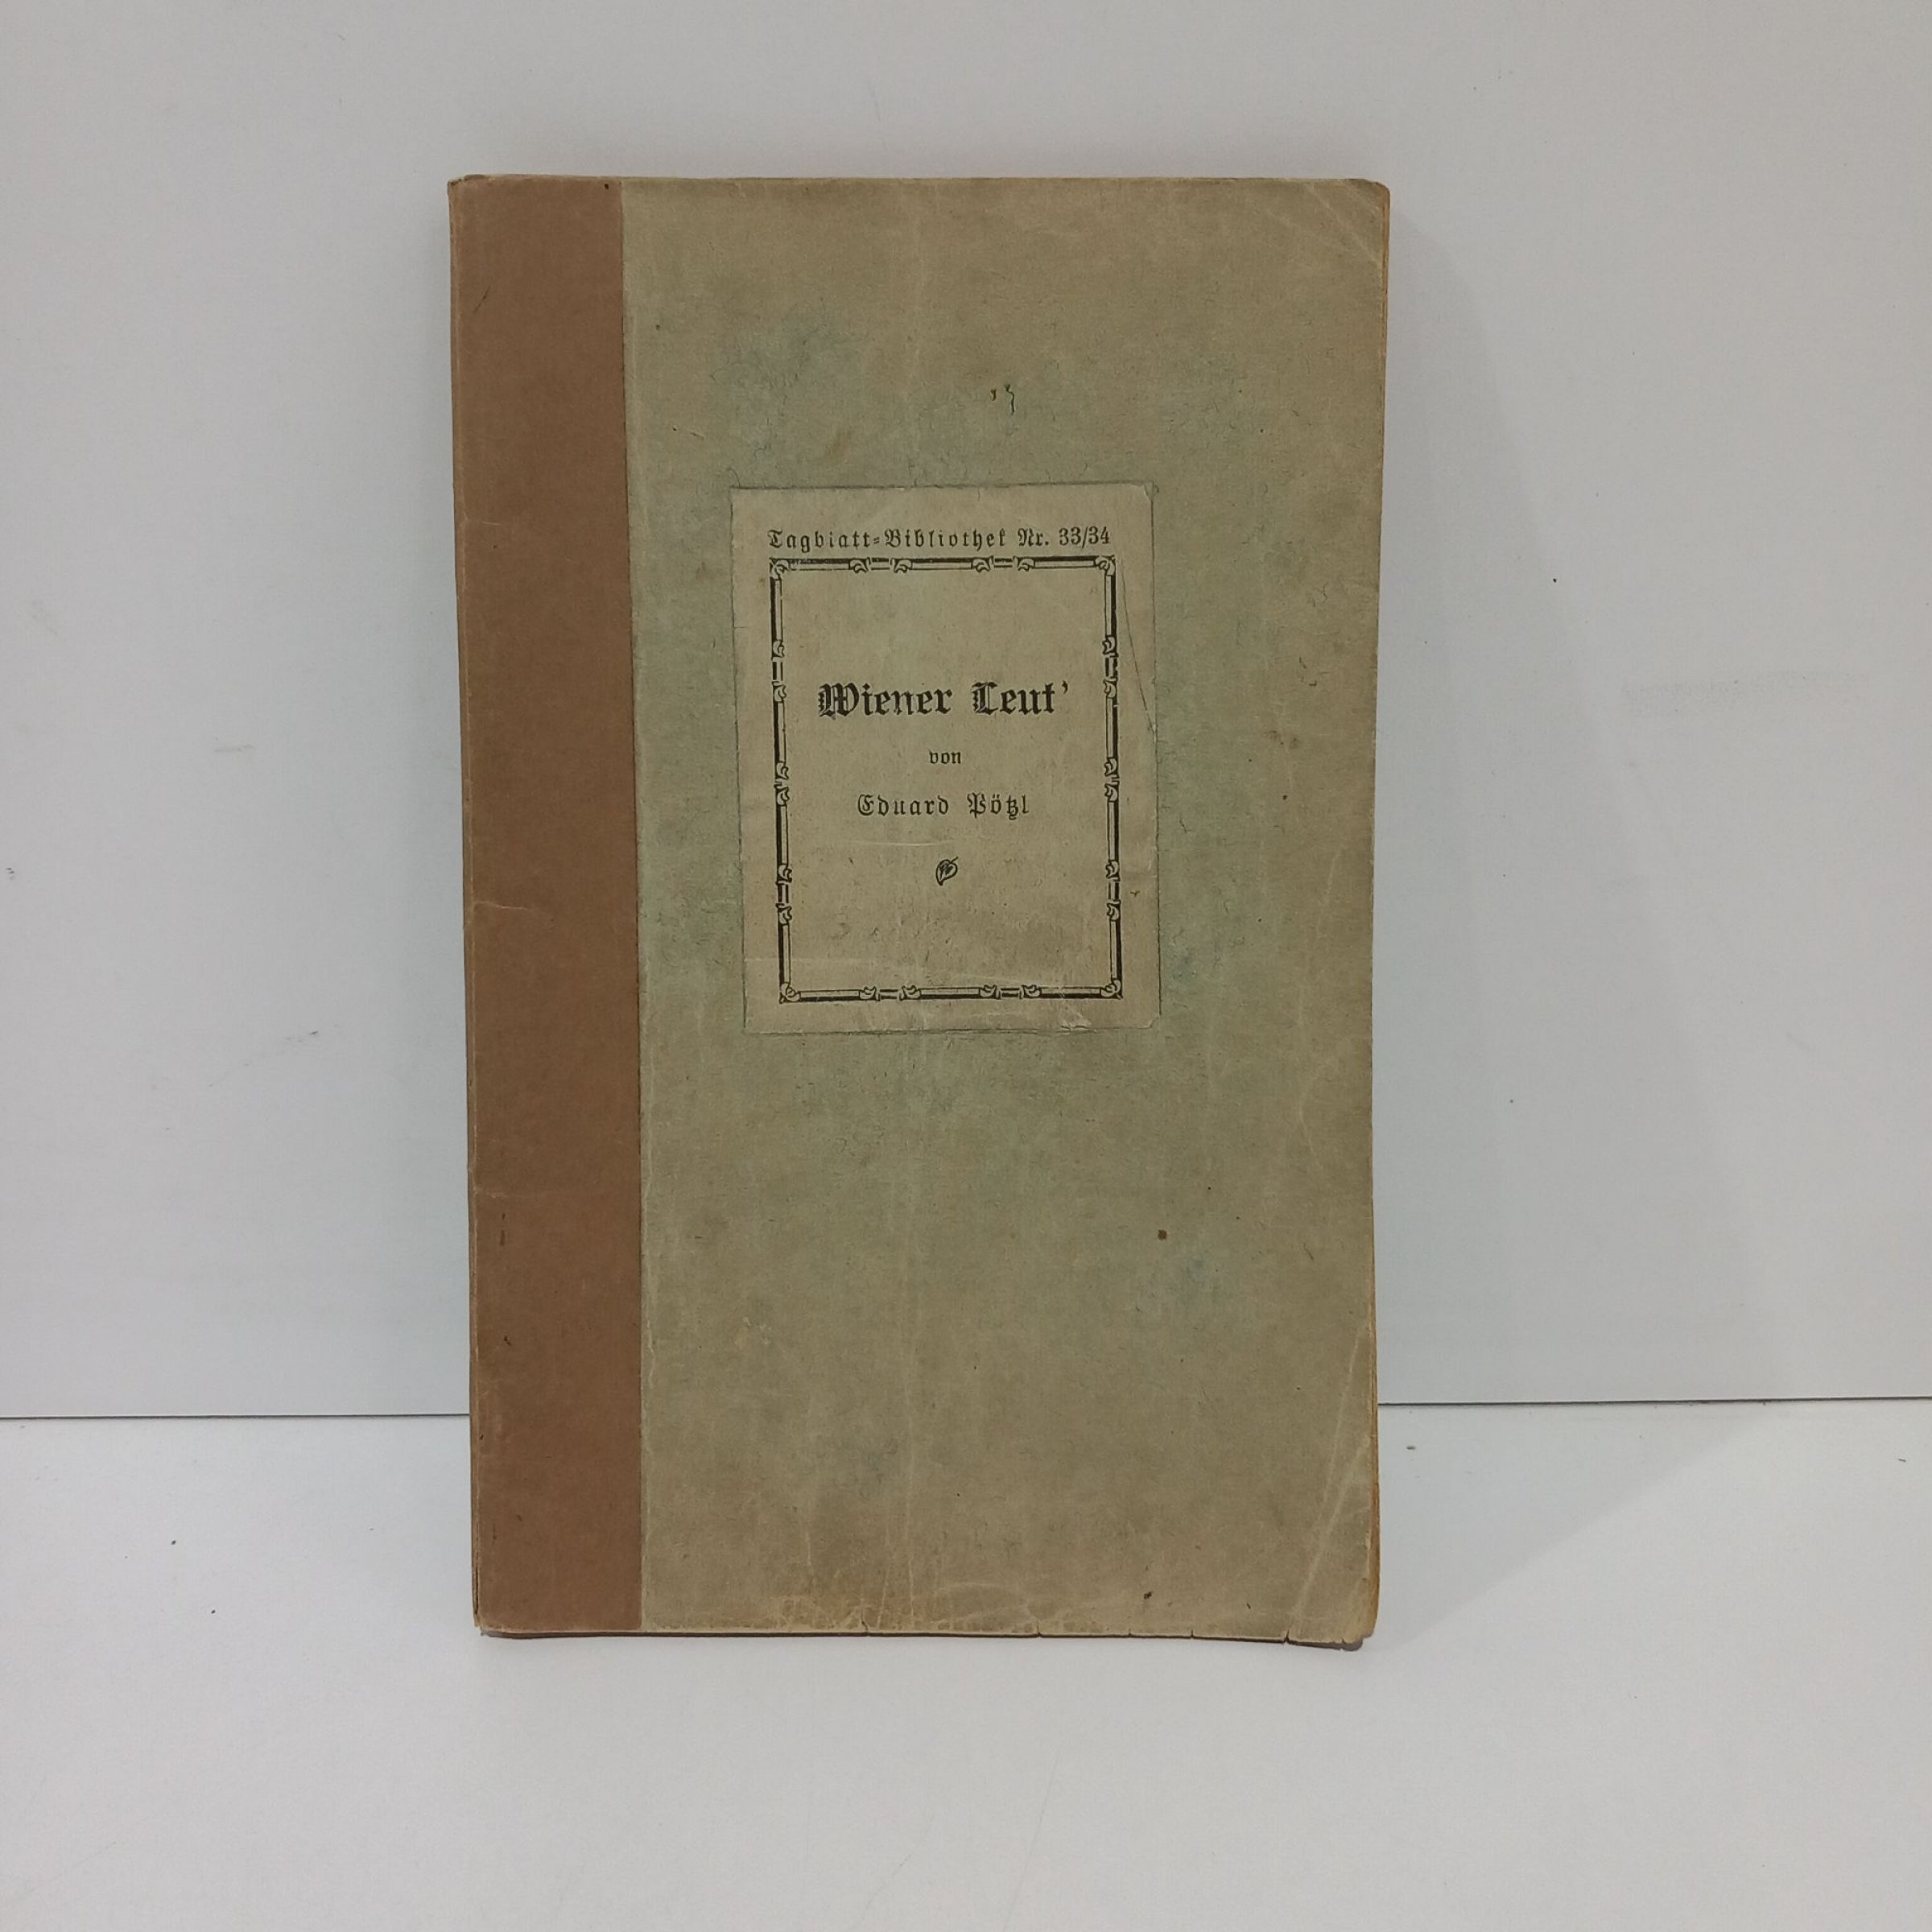 Tagblatt-Bibliothek Nr. 33/34
Wiener Leut’
von
Eduard Pötzl